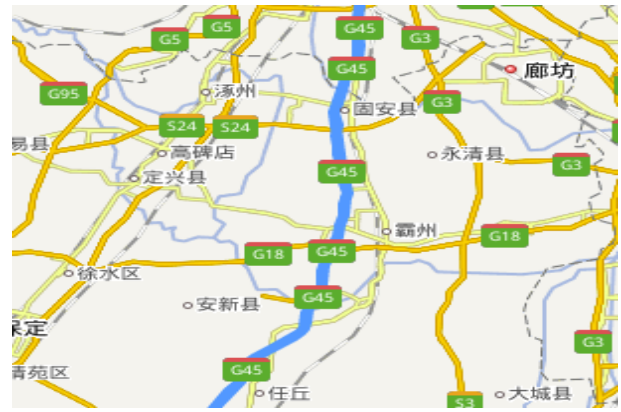 G45
G5
G5
G3
G45
廊坊
G95
涿州
G3
固安县
S24
S24
易县
高碑店
永清县
G3
G45
定兴县
霸州
G18
G18
G45
徐水区
G45
安新县
保定
G3
清苑区
G45
任丘
大城县
S3